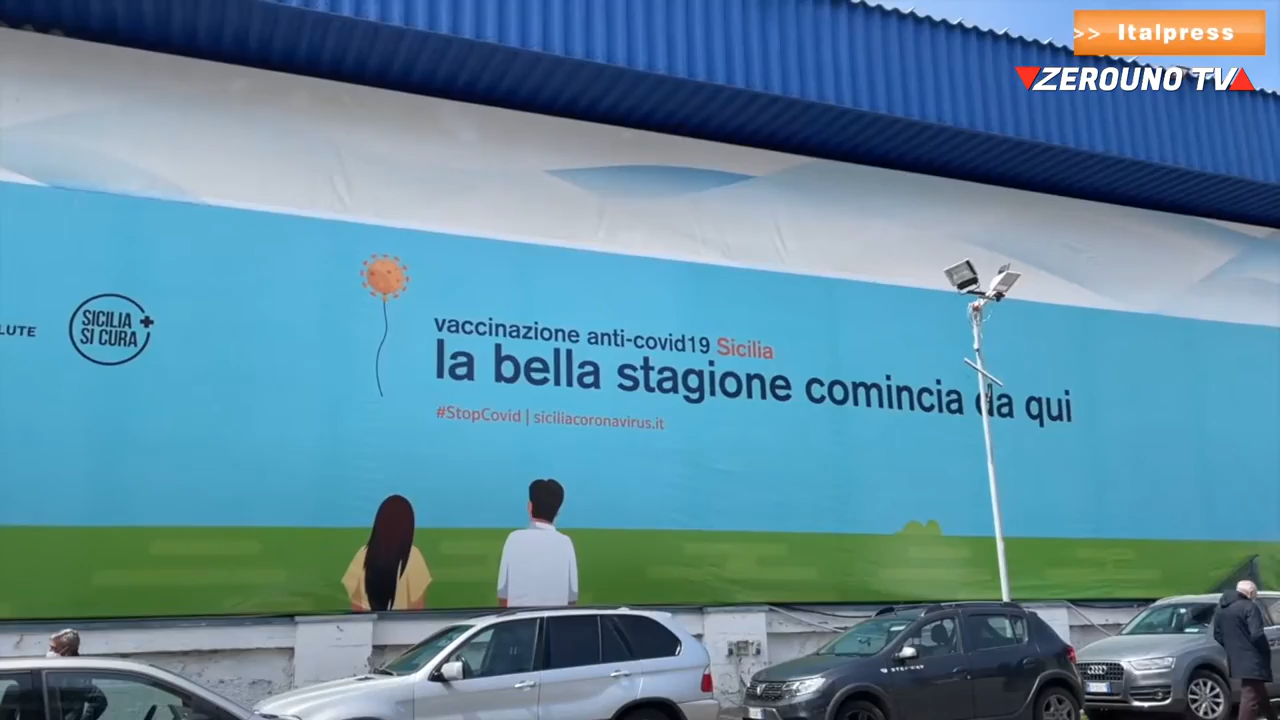 >> Italpress
ZEROUNO TV
LUTE
SICILIA
SI CURA
vaccinazione anti-covid19 Sicilia
la bella stagione comincia da qui
#StopCovid | siciliacoronavirus.it